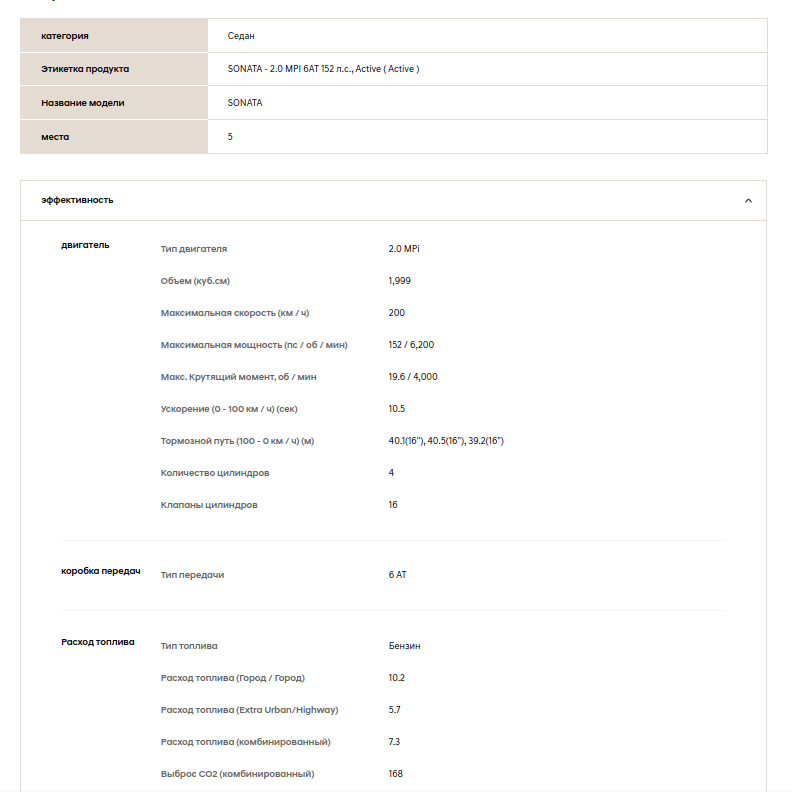 категория Седан
Этикетка продукта SONATA - 2.0 MPI 6AT 152 л.с., Active ( Active )
Название модели SONATA
места 5
эффективность
двигатель Тип двигателя 2.0 MPi
Объем (куб.см) 1,999
Максимальная скорость (км / ч) 200
Максимальная мощность (пс / об / мин) 152 / 6,200
Макс. Крутящий момент, об / мин 19.6 / 4,000
Ускорение (0 - 100 км / ч) (сек) 10.5
Тормозной путь (100 - 0 км / ч) (м) 40.1(16"), 40.5(16"), 39.2(16")
Количество цилиндров 4
Клапаны цилиндров 16
коробка передач Тип передачи 6 AT
Расход топлива Тип топлива Бензин
Расход топлива (Город / Город) 10.2
Расход топлива (Extra Urban/Highway) 5.7
Расход топлива (комбинированный) 7.3
Выброс CO2 (комбинированный) 168